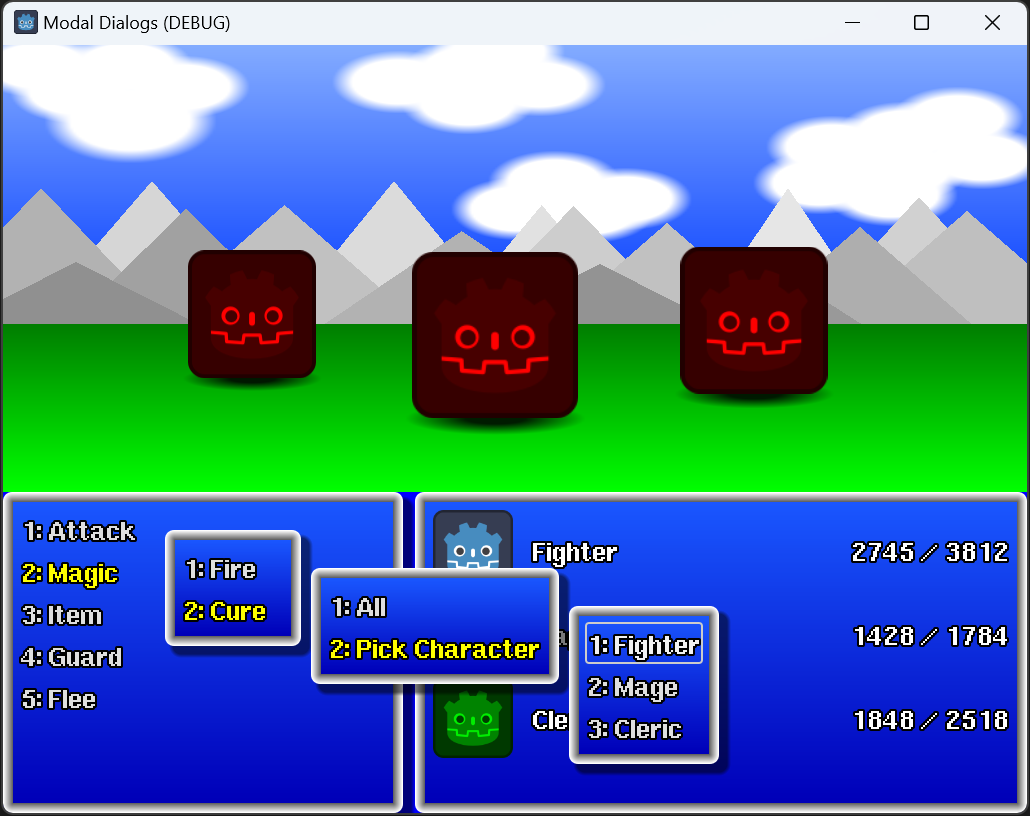 Modal Dialogs (DEBUG)
1: Attack
2: Magic
3: Item
4: Guard
5: Flee
1: Fire
2: Cure
1: All
2: Pick Character
1: Fighter
2: Mage
3: Cleric
Fighter 2745 / 3812
1428 / 1784
Cle 1848 / 2518